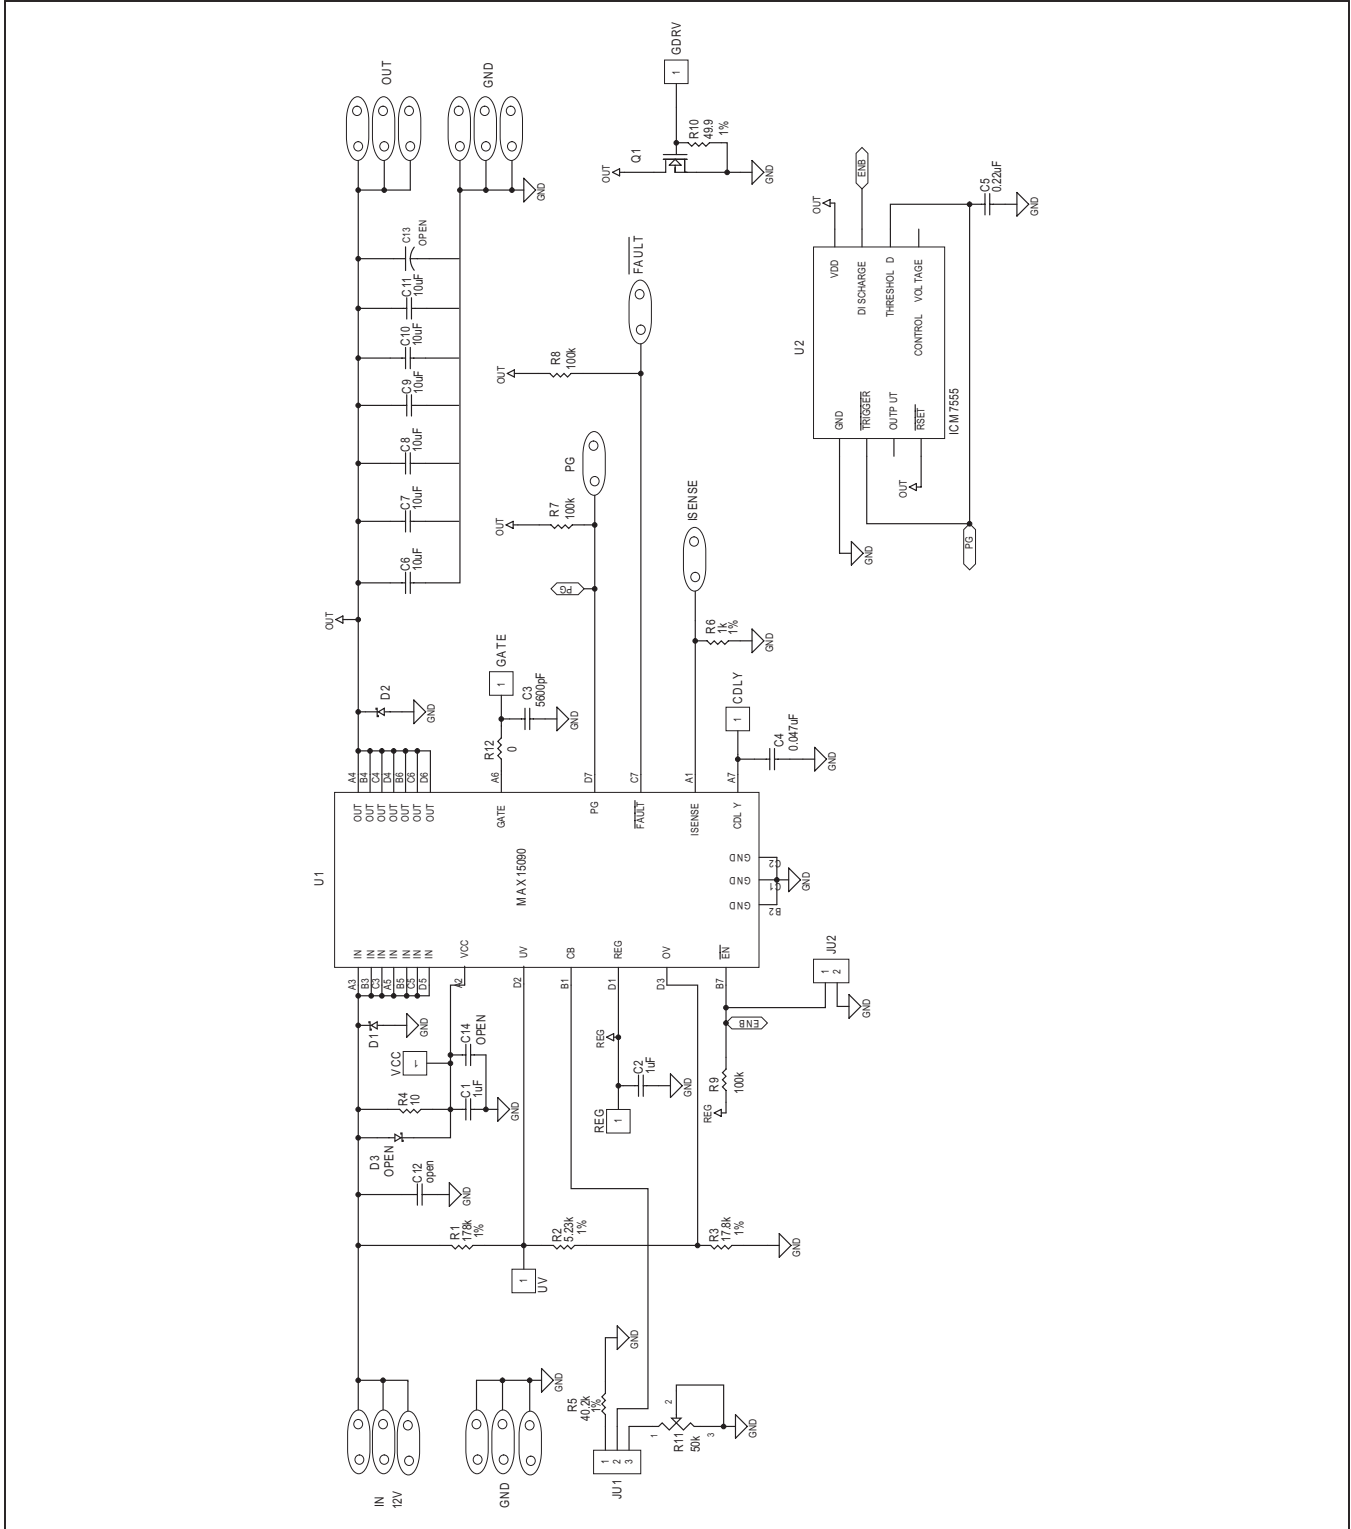 OUT
GND
GDRV
1
Q1
R10
49.9
1%
OUT
GND
GND
C13
OPEN
C11
10uF
C10
10uF
C9
10uF
C8
10uF
C7
10uF
C6
10uF
OUT
D2
GND
FAULT
R8
100k
OUT
PG
R7
100k
OUT
PG
ISENSE
R6
1k
1%
GND
GATE
1
R12
0
C3
5600pF
GND
CDLY
1
C4
0.047uF
GND
ENB
OUT
C5
0.22uF
GND
U2
VDD
DISCHARGE
THRESHOLD
CONTROL VOLTAGE
GND
TRIGGER
OUTPUT
RSET
ICM7555
OUT
GND
PG
A4
B4
C4
D4
B6
C6
D6
A6
D7
C7
A1
A7
OUT
OUT
OUT
OUT
OUT
OUT
OUT
GATE
PG
FAULT
ISENSE
CDLY
U1
MAX15090
GND
GND
GND
C2
C1
B2
GND
IN
IN
IN
IN
IN
IN
IN
VCC
UV
CB
REG
OV
EN
A3
B3
C3
A5
B5
C5
D5
A2
D2
B1
D1
D3
B7
JU2
1
2
GND
ENB
R9
100k
REG
D1
GND
VCC
1
C14
OPEN
C1
1uF
GND
R4
10
D3
OPEN
C12
open
GND
REG
C2
1uF
GND
REG
1
R1
178k
1%
R2
5.23k
1%
R3
17.8k
1%
GND
1
UV
IN
12V
GND
GND
R5
40.2k
1%
GND
JU1
1
2
3
R11
50k
1
2
3
GND